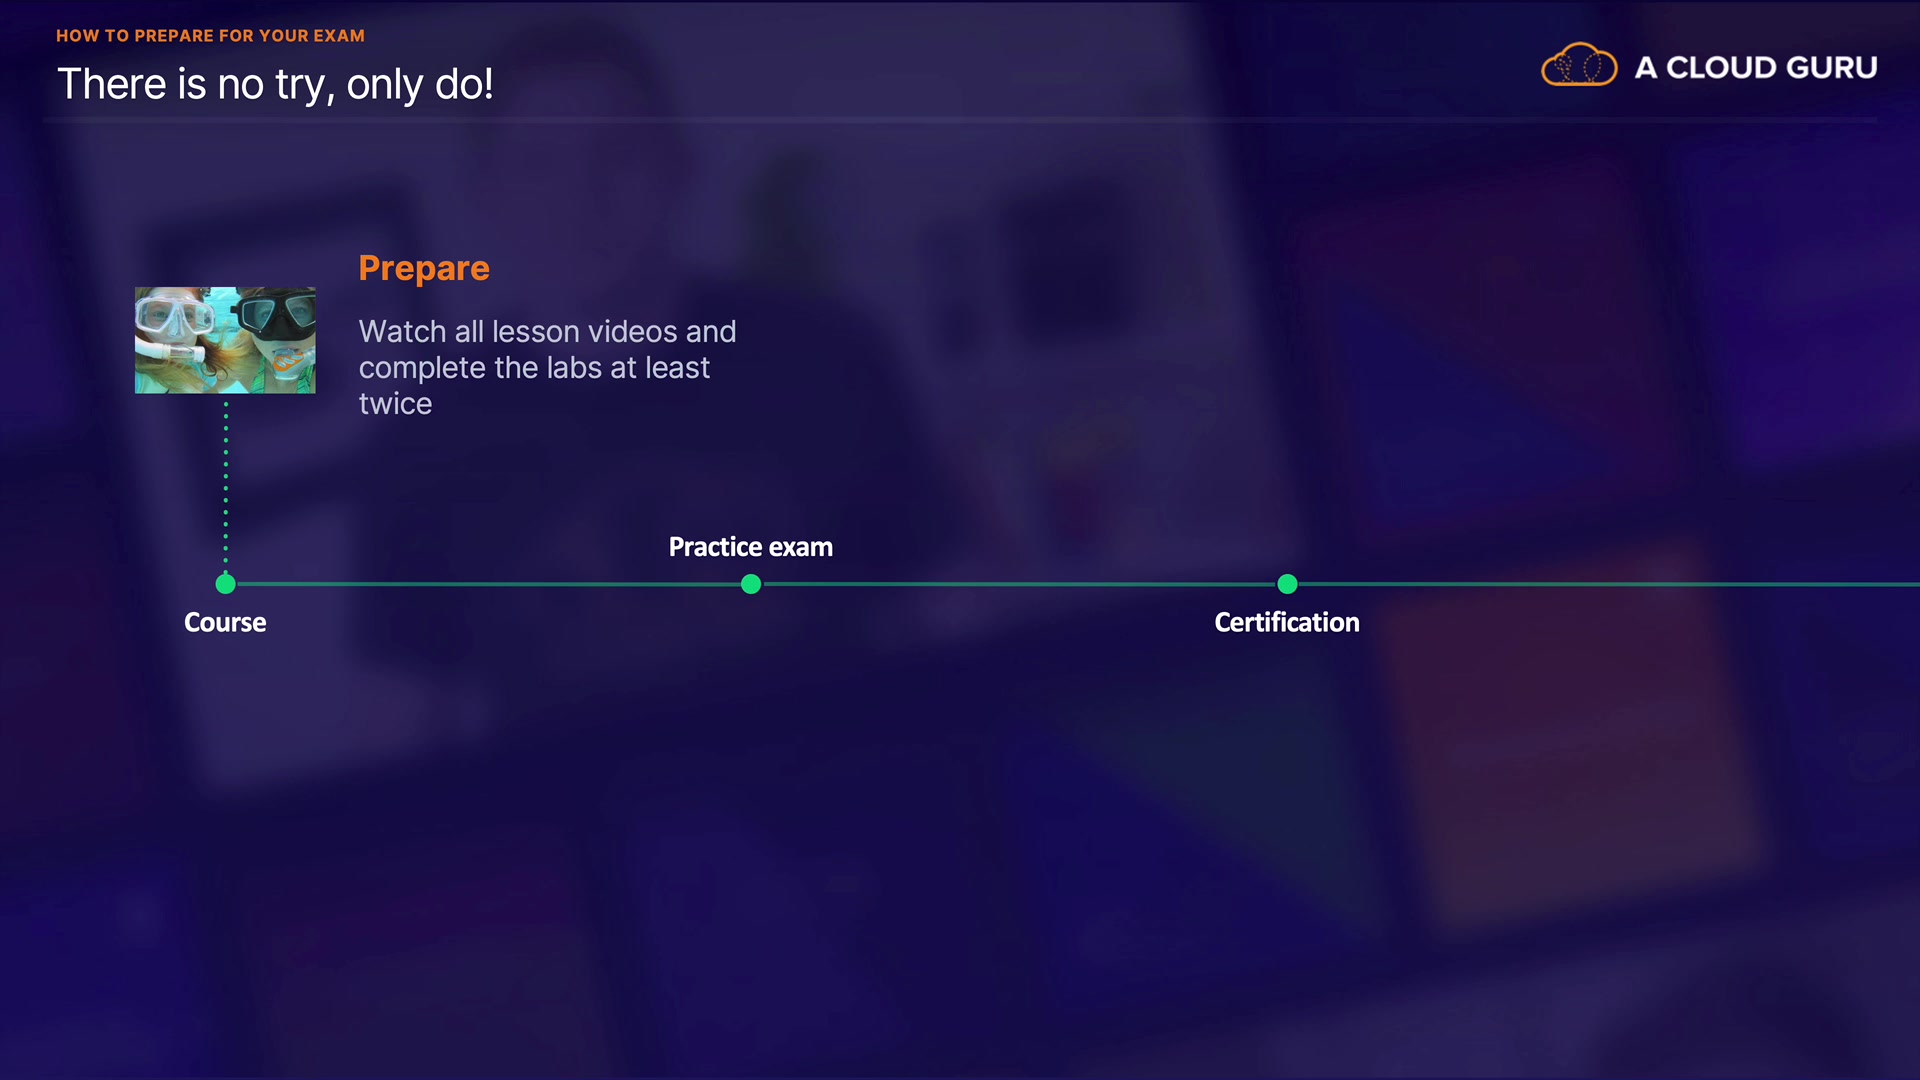 HOW TO PREPARE FOR YOUR EXAM
There is no try, only do!
A CLOUD GURU
Prepare
Watch all lesson videos and
complete the labs at least
twice
Practice exam
Course
Certification